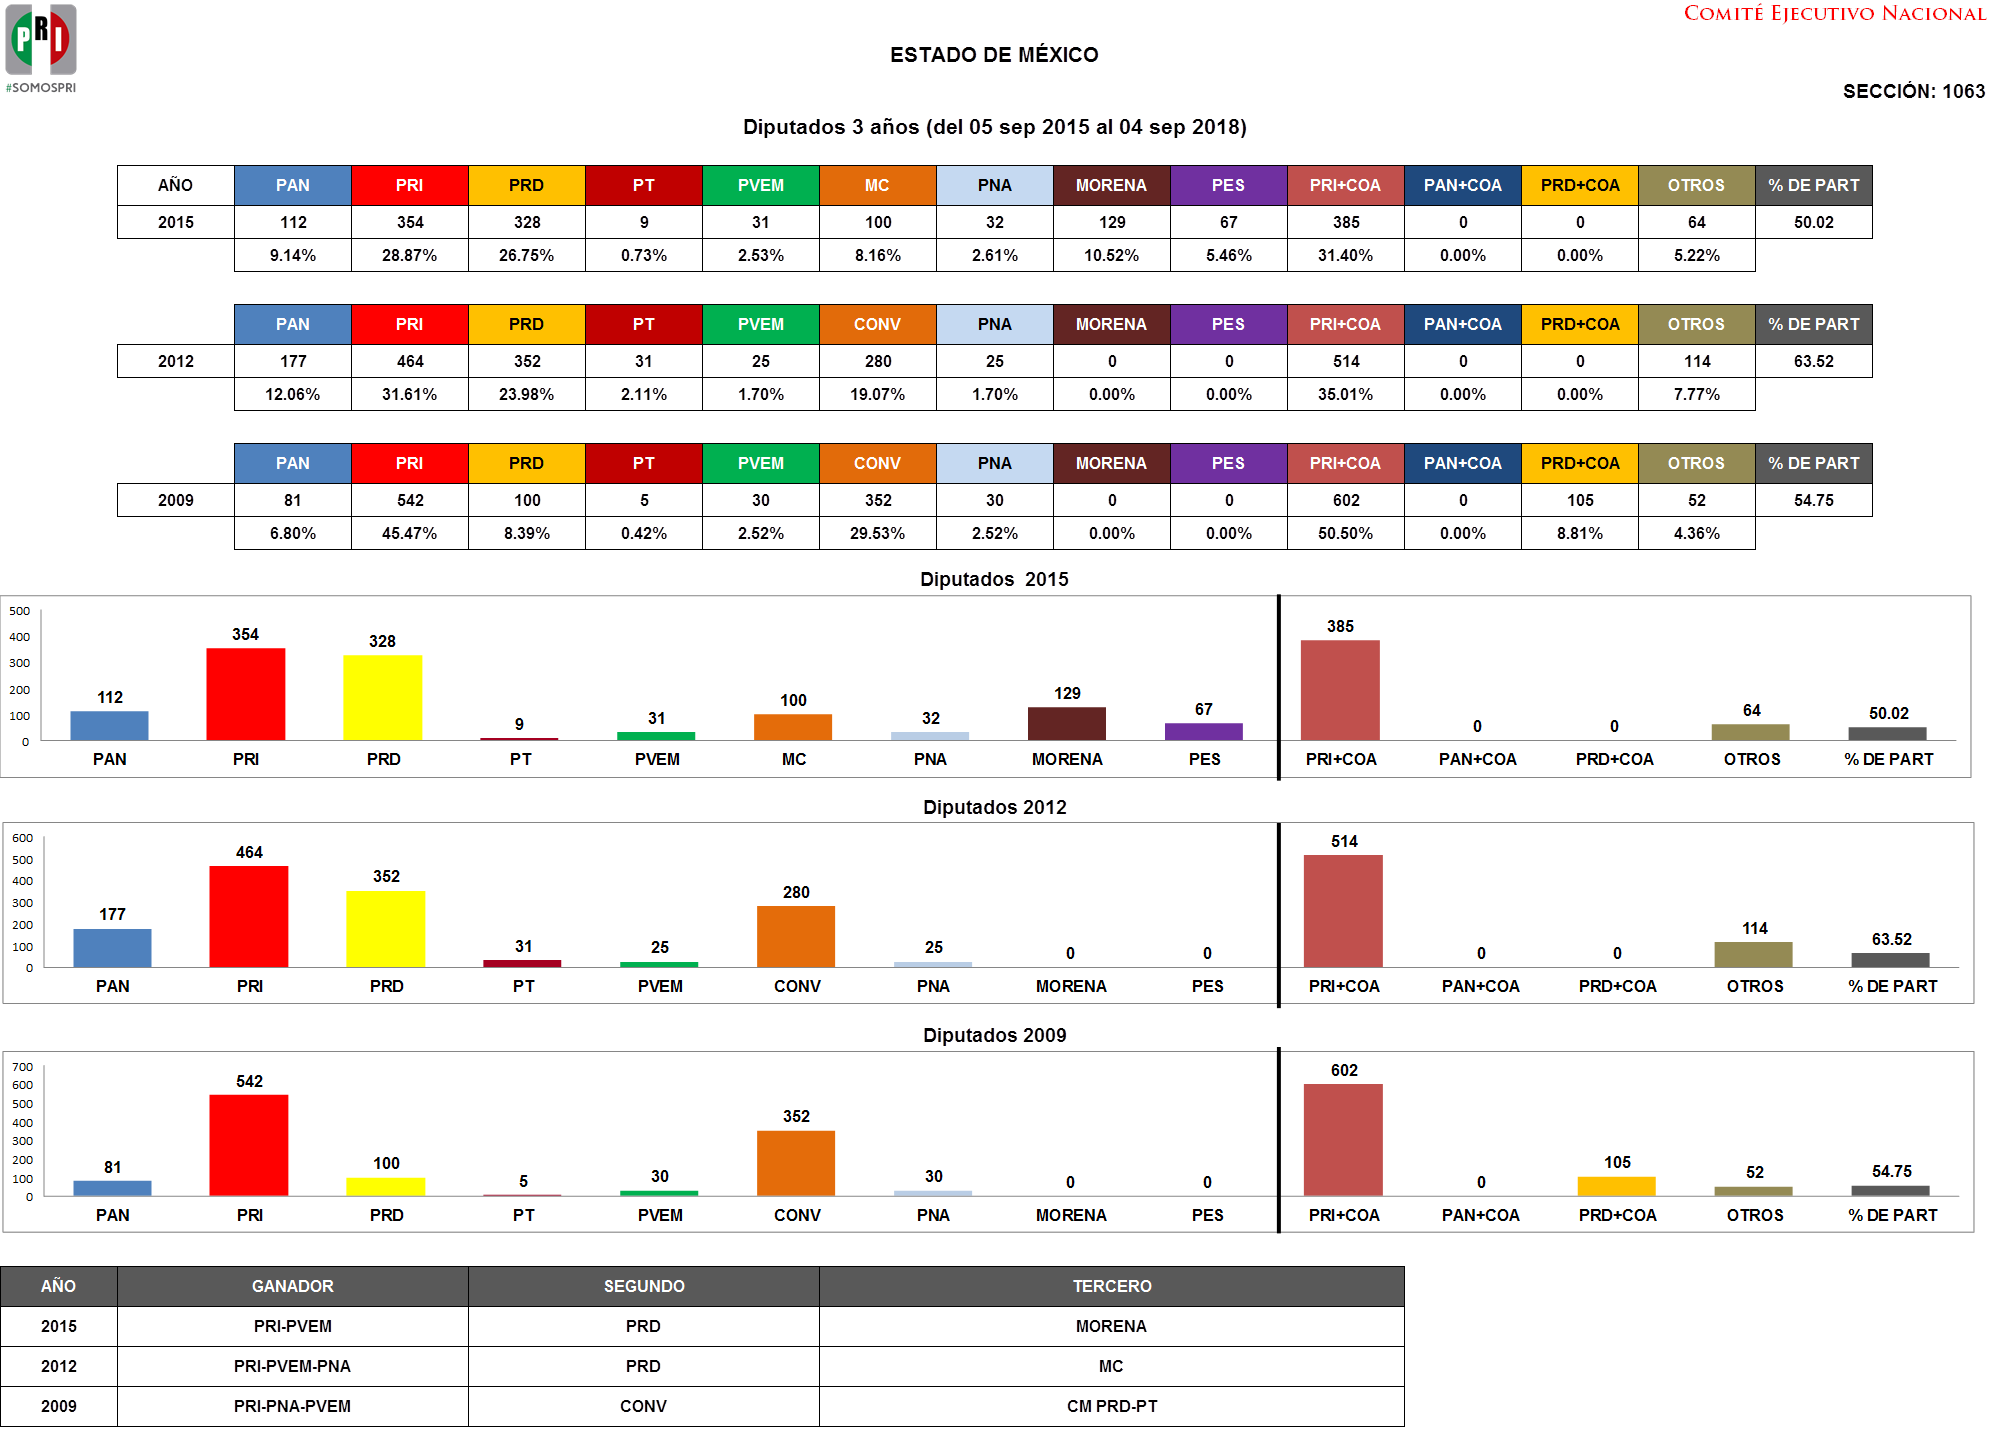 PRI
#SOMOSPRI
COMITÉ EJECUTIVO NACIONAL
ESTADO DE MÉXICO
SECCIÓN: 1063
Diputados 3 años (del 05 sep 2015 al 04 sep 2018)
AÑO PAN PRI PRD PT PVEM MC PNA MORENA PES PRI+COA PAN+COA PRD+COA OTROS % DE PART
2015 112 354 328 9 31 100 32 129 67 385 0 0 64 50.02
9.14% 28.87% 26.75% 0.73% 2.53% 8.16% 2.61% 10.52% 5.46% 31.40% 0.00% 0.00% 5.22%
PAN PRI PRD PT PVEM CONV PNA MORENA PES PRI+COA PAN+COA PRD+COA OTROS % DE PART
2012 177 464 352 31 25 280 25 0 0 514 0 0 114 63.52
12.06% 31.61% 23.98% 2.11% 1.70% 19.07% 1.70% 0.00% 0.00% 35.01% 0.00% 0.00% 7.77%
PAN PRI PRD PT PVEM CONV PNA MORENA PES PRI+COA PAN+COA PRD+COA OTROS % DE PART
2009 81 542 100 5 30 352 30 0 0 602 0 105 52 54.75
6.80% 45.47% 8.39% 0.42% 2.52% 29.53% 2.52% 0.00% 0.00% 50.50% 0.00% 8.81% 4.36%
Diputados 2015
500
400
300
200
100
0
112 354 328 9 31 100 32 129 67 385 0 0 64 50.02
PAN PRI PRD PT PVEM MC PNA MORENA PES PRI+COA PAN+COA PRD+COA OTROS % DE PART
Diputados 2012
600
500
400
300
200
100
0
177 464 352 31 25 280 25 0 0 514 0 0 114 63.52
PAN PRI PRD PT PVEM CONV PNA MORENA PES PRI+COA PAN+COA PRD+COA OTROS % DE PART
Diputados 2009
700
600
500
400
300
200
100
0
81 542 100 5 30 352 30 0 0 602 0 105 52 54.75
PAN PRI PRD PT PVEM CONV PNA MORENA PES PRI+COA PAN+COA PRD+COA OTROS % DE PART
AÑO GANADOR SEGUNDO TERCERO
2015 PRI-PVEM PRD MORENA
2012 PRI-PVEM-PNA PRD MC
2009 PRI-PNA-PVEM CONV CM PRD-PT